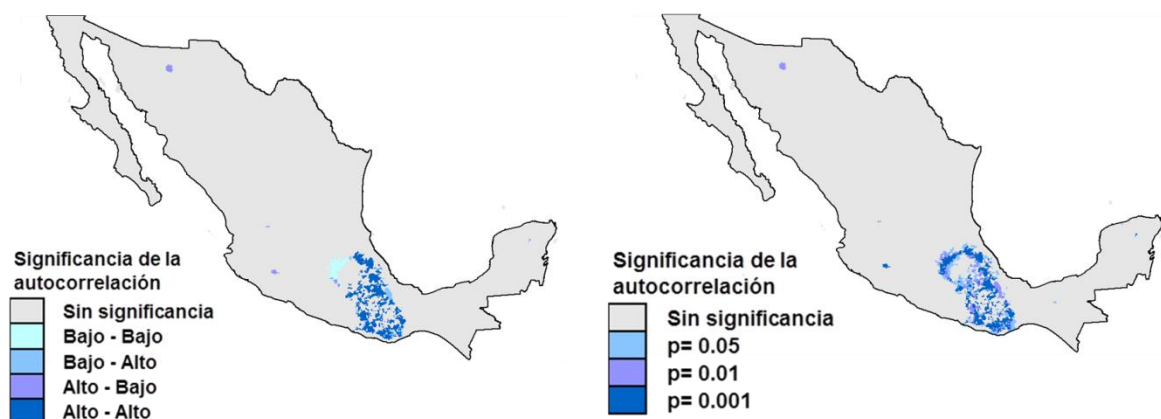 Significancia de la
autocorrelación
Sin significancia
Bajo - Bajo
Bajo - Alto
Alto - Bajo
Alto - Alto
Significancia de la
autocorrelación
Sin significancia
p= 0.05
p= 0.01
p= 0.001